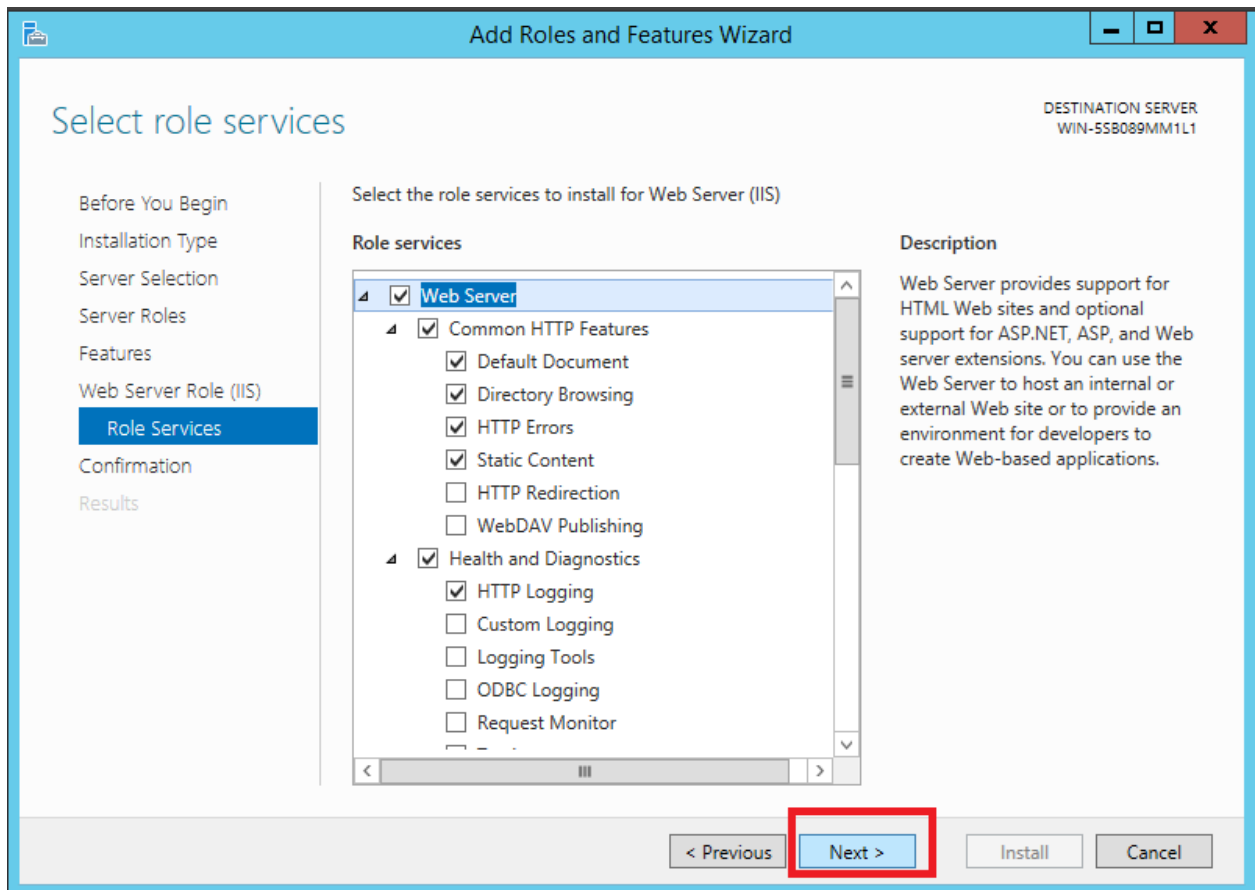 Add Roles and Features Wizard
Select role services
DESTINATION SERVER
WIN-5SB089MM1L1
Before You Begin
Installation Type
Server Selection
Server Roles
Features
Web Server Role (IIS)
Role Services
Confirmation
Results
Select the role services to install for Web Server (IIS)
Role services
Web Server
Common HTTP Features
Default Document
Directory Browsing
HTTP Errors
Static Content
HTTP Redirection
WebDAV Publishing
Health and Diagnostics
HTTP Logging
Custom Logging
Logging Tools
ODBC Logging
Request Monitor
Description
Web Server provides support for
HTML Web sites and optional
support for ASP.NET, ASP, and Web
server extensions. You can use the
Web Server to host an internal or
external Web site or to provide an
environment for developers to
create Web-based applications.
< Previous
Next >
Install
Cancel